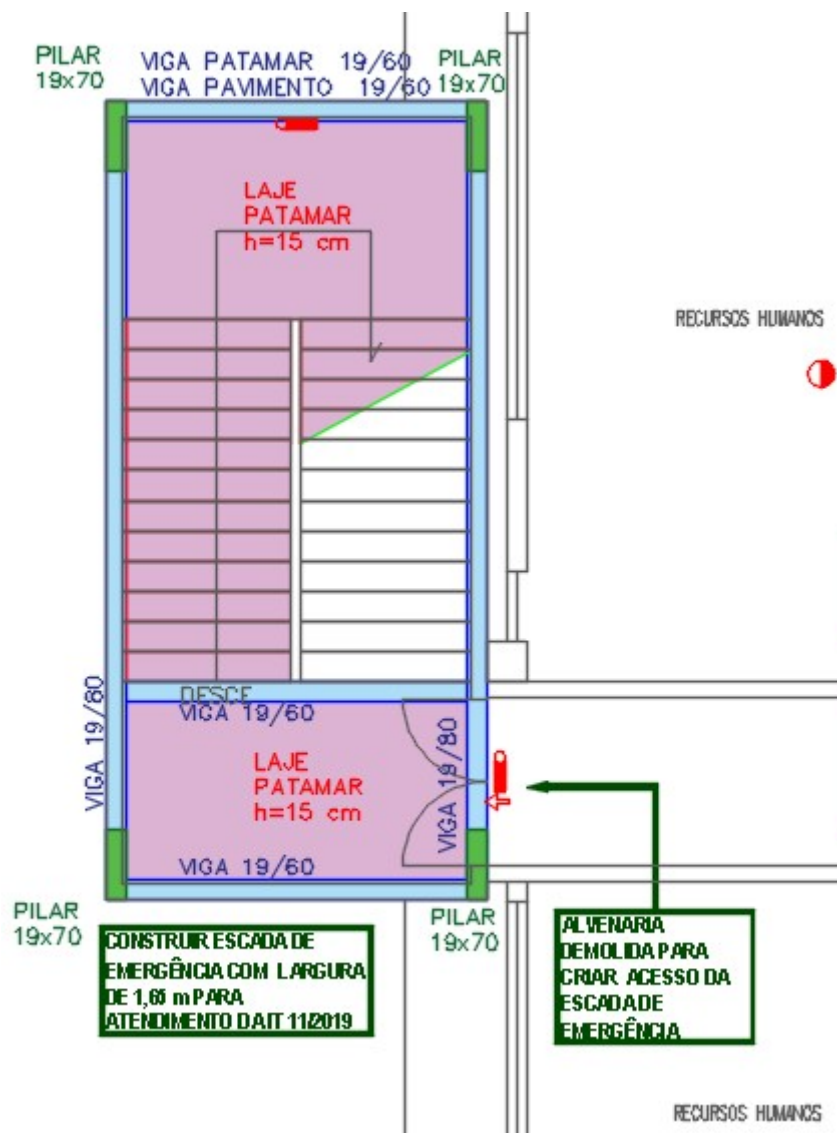 PILAR
19x70
VIGA PATAMAR 19/60
VIGA PAVIMENTO 19/60
PILAR
19x70
LAJE
PATAMAR
h=15 cm
RECURSOS HUMANOS
DESCE
VIGA 19/60
VIGA 19/80
LAJE
PATAMAR
h=15 cm
VIGA 19/80
VIGA 19/60
PILAR
19x70
PILAR
19x70
CONSTRUIR ESCADA DE
EMERGÊNCIA COM LARGURA
DE 1,65 m PARA
ATENDIMENTO DA IT 11/2019
ALVENARIA
DEMOLIDA PARA
CRIAR ACESSO DA
ESCADA DE
EMERGÊNCIA
RECURSOS HUMANOS